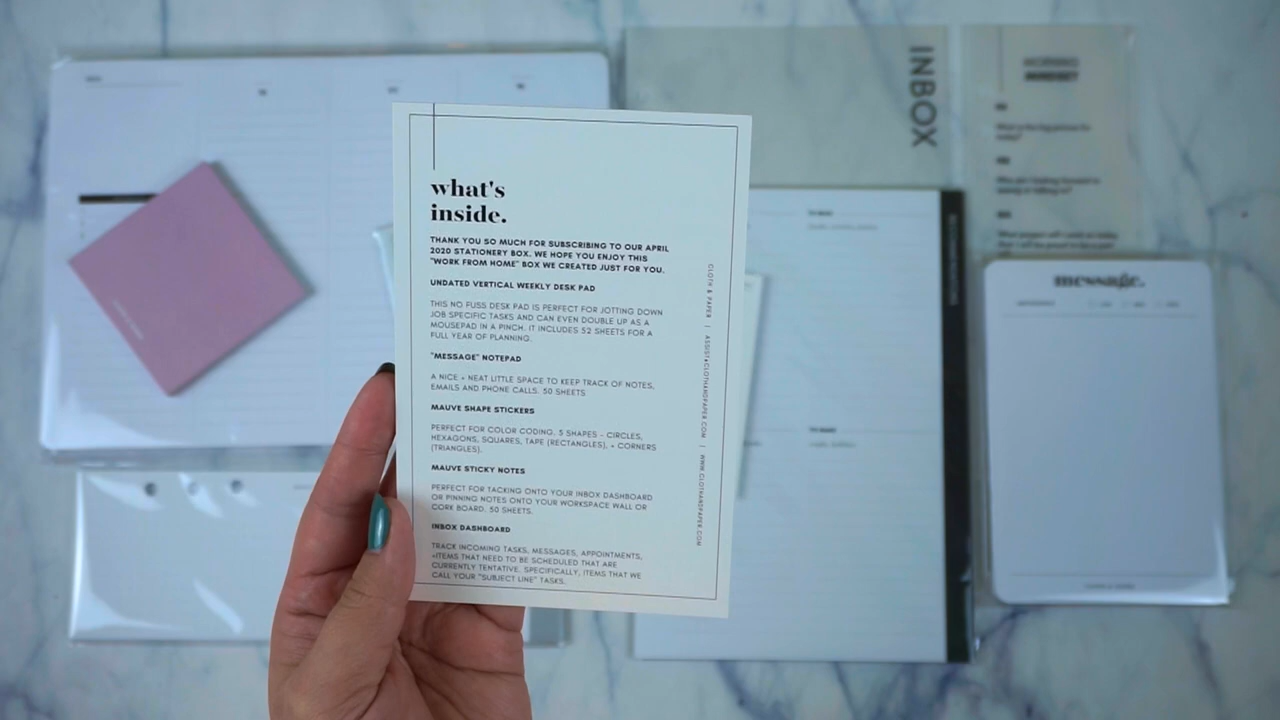 what's
inside.
THANK YOU SO MUCH FOR SUBSCRIBING TO OUR APRIL
2020 STATIONERY BOX. WE HOPE YOU ENJOY THIS
"WORK FROM HOME" BOX WE CREATED JUST FOR YOU.
UNDATED VERTICAL WEEKLY DESK PAD
THIS NO FUSS DESK PAD IS PERFECT FOR JOTTING DOWN
JOB SPECIFIC TASKS AND CAN EVEN DOUBLE UP AS A
MOUSEPAD IN A PINCH. IT INCLUDES 52 SHEETS FOR A
FULL YEAR OF PLANNING.
"MESSAGE" NOTEPAD
A NICE + NEAT LITTLE SPACE TO KEEP TRACK OF NOTES,
EMAILS AND PHONE CALLS. 50 SHEETS
MAUVE SHAPE STICKERS
PERFECT FOR COLOR CODING. 5 SHAPES - CIRCLES,
HEXAGONS, SQUARES, TAPE (RECTANGLES), + CORNERS
(TRIANGLES).
MAUVE STICKY NOTES
PERFECT FOR TACKING ONTO YOUR INBOX DASHBOARD
OR PINNING NOTES ONTO YOUR WORKSPACE WALL OR
CORK BOARD. 50 SHEETS.
INBOX DASHBOARD
TRACK INCOMING TASKS, MESSAGES, APPOINTMENTS,
+ITEMS THAT NEED TO BE SCHEDULED THAT ARE
CURRENTLY TENTATIVE. SPECIFICALLY, ITEMS THAT WE
CALL YOUR "SUBJECT LINE" TASKS.
CLOTH & PAPER | ASSIST@CLOTHANDPAPER.COM | WWW.CLOTHANDPAPER.COM
INBOX
MORNING
MINDSET
message.